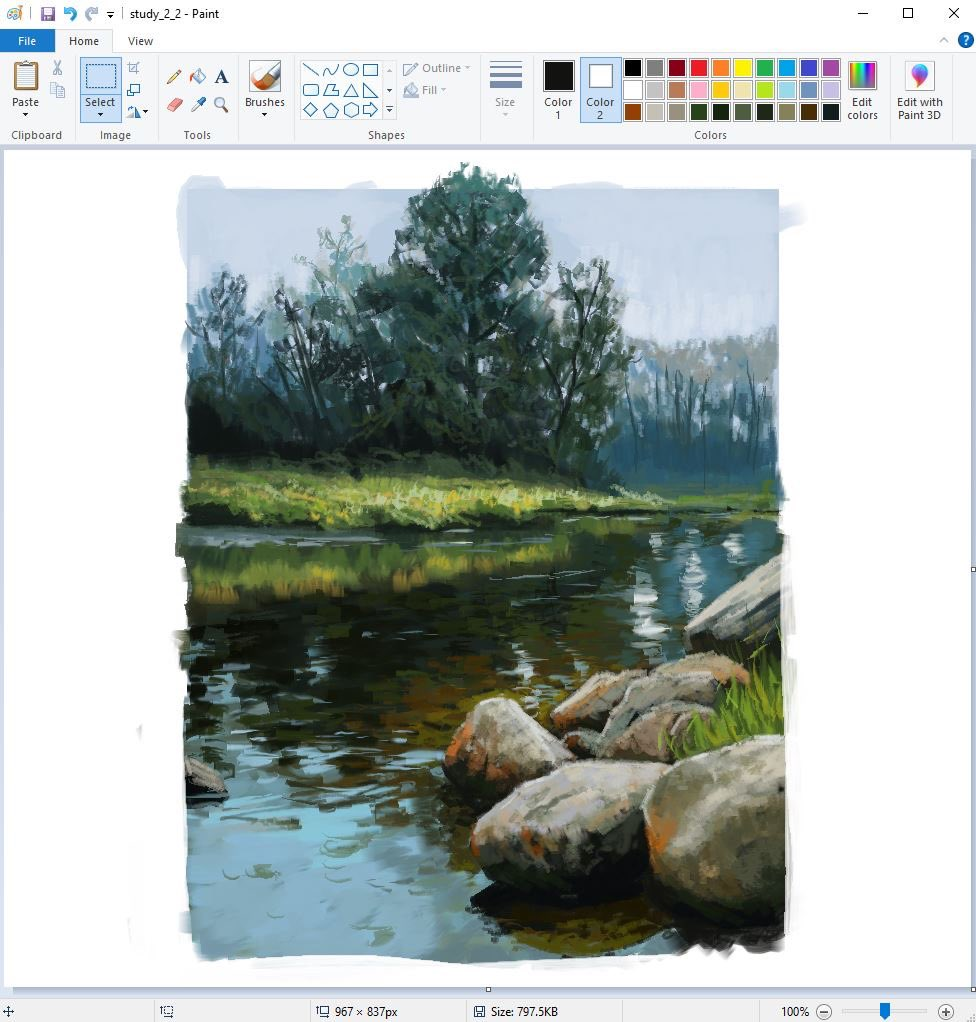 study_2_2 - Paint
File Home View
Paste
Clipboard
Select
Image
A
Tools
Brushes
Outline
Fill
Shapes
Size
Color
1
Color
2
Edit
colors
Colors
Edit with
Paint 3D
?
967 × 837px
Size: 797.5KB
100%